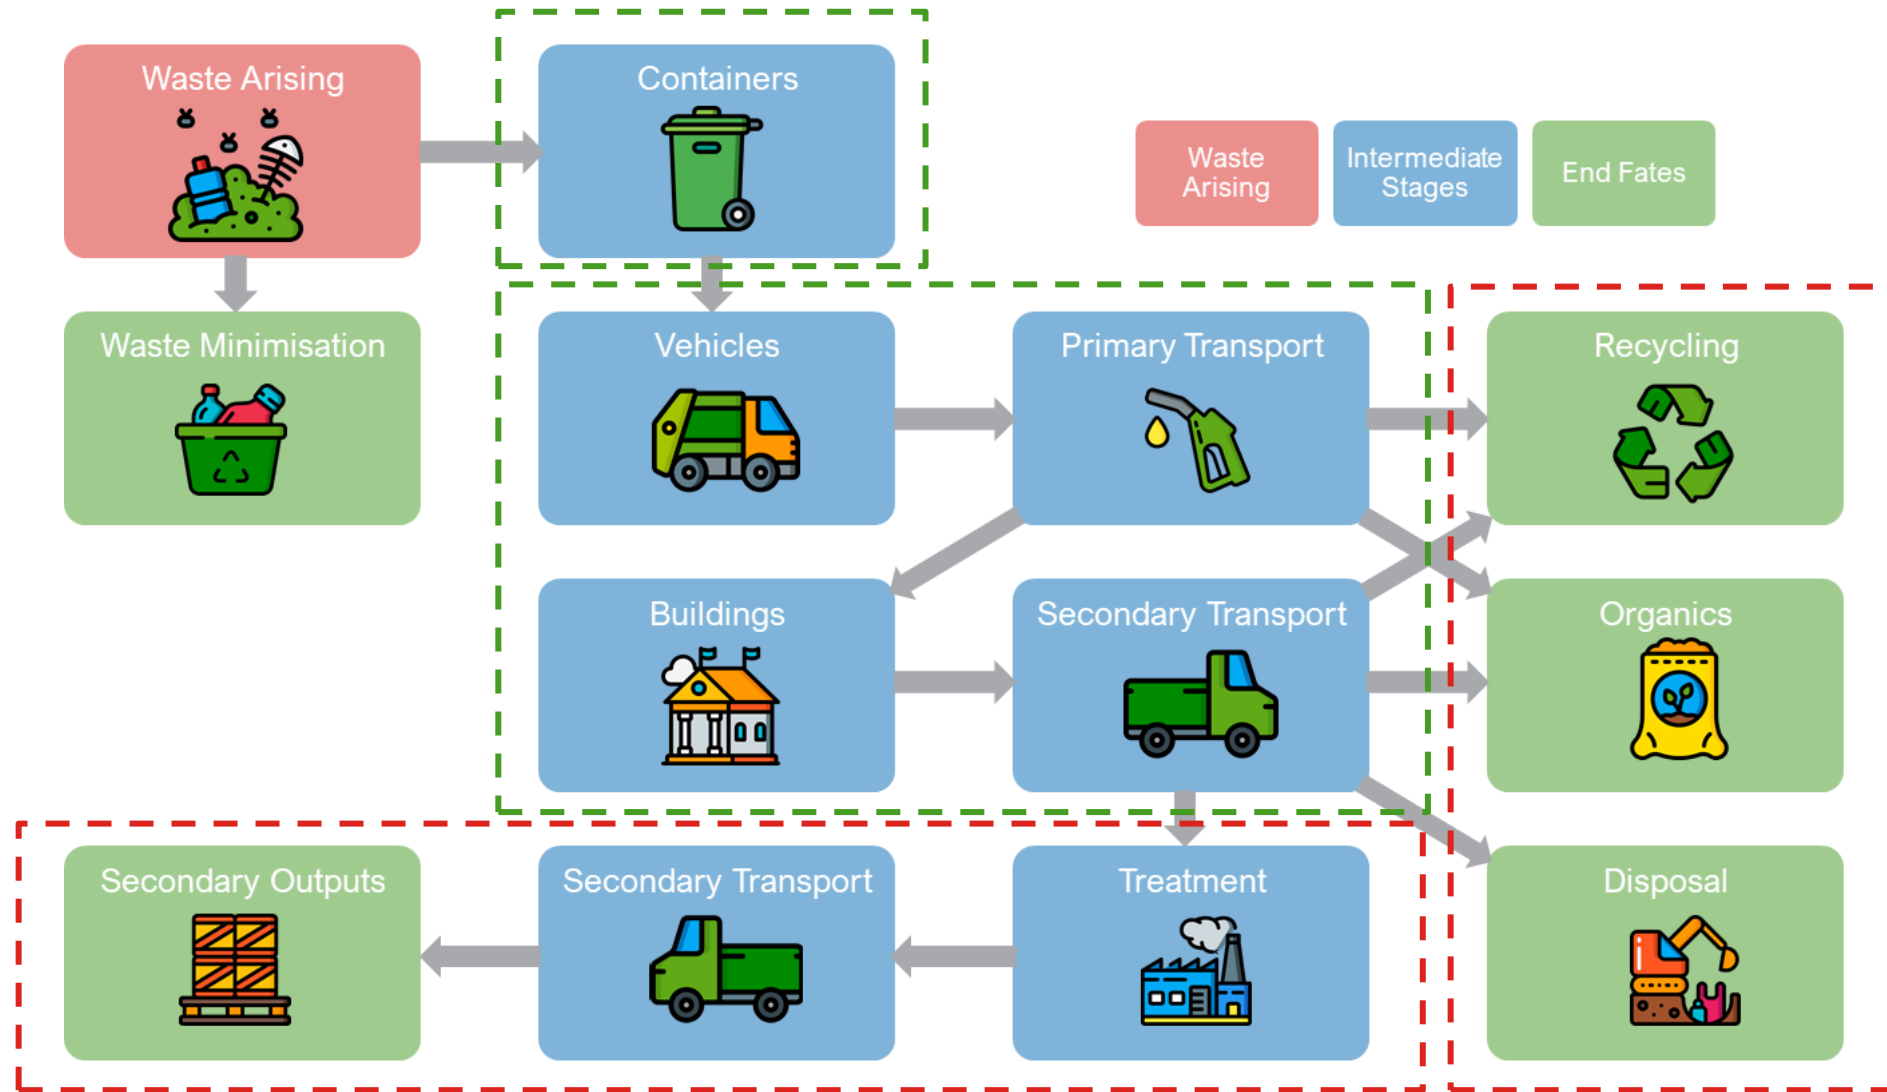 Waste Arising
Containers
Waste
Arising
Intermediate
Stages
End Fates
Waste Minimisation
Vehicles
Primary Transport
Recycling
Buildings
Secondary Transport
Organics
Secondary Outputs
Secondary Transport
Treatment
Disposal